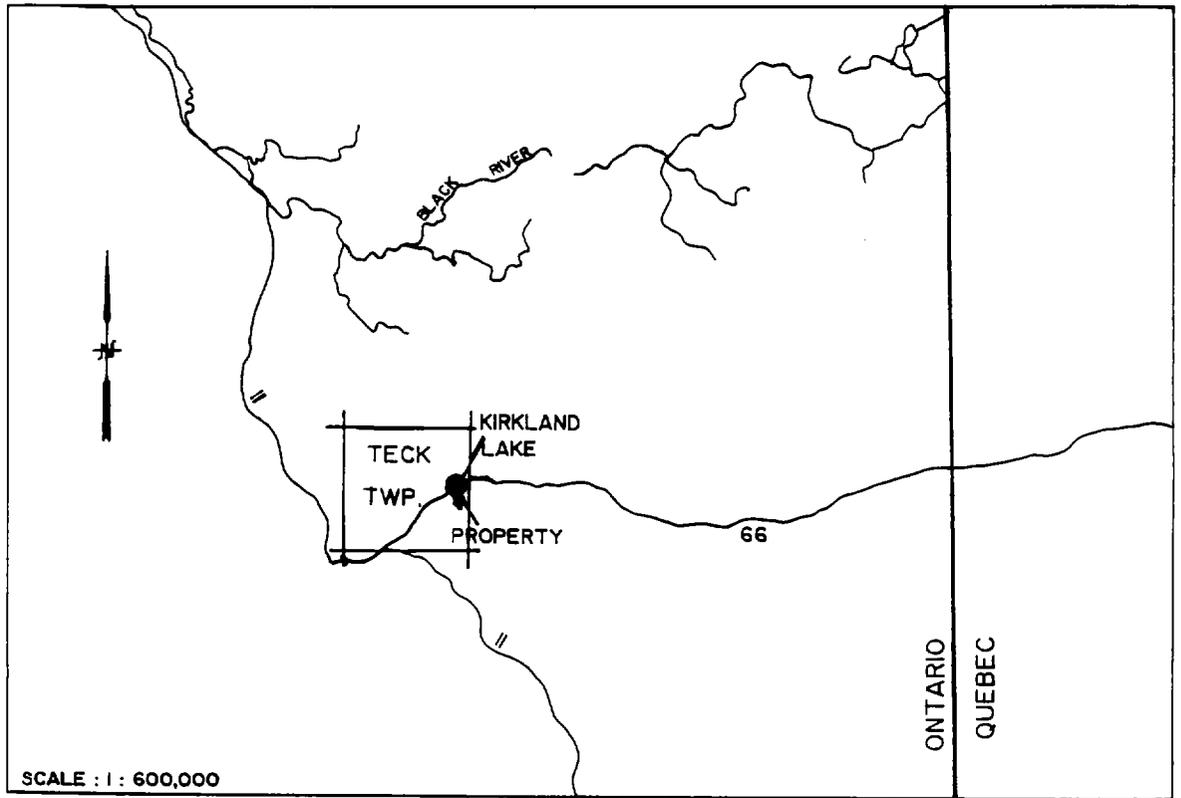 BLACK RIVER
N
11
KIRKLAND
LAKE
TECK
TWP.
PROPERTY
66
11
ONTARIO
QUEBEC
SCALE : 1 : 600,000